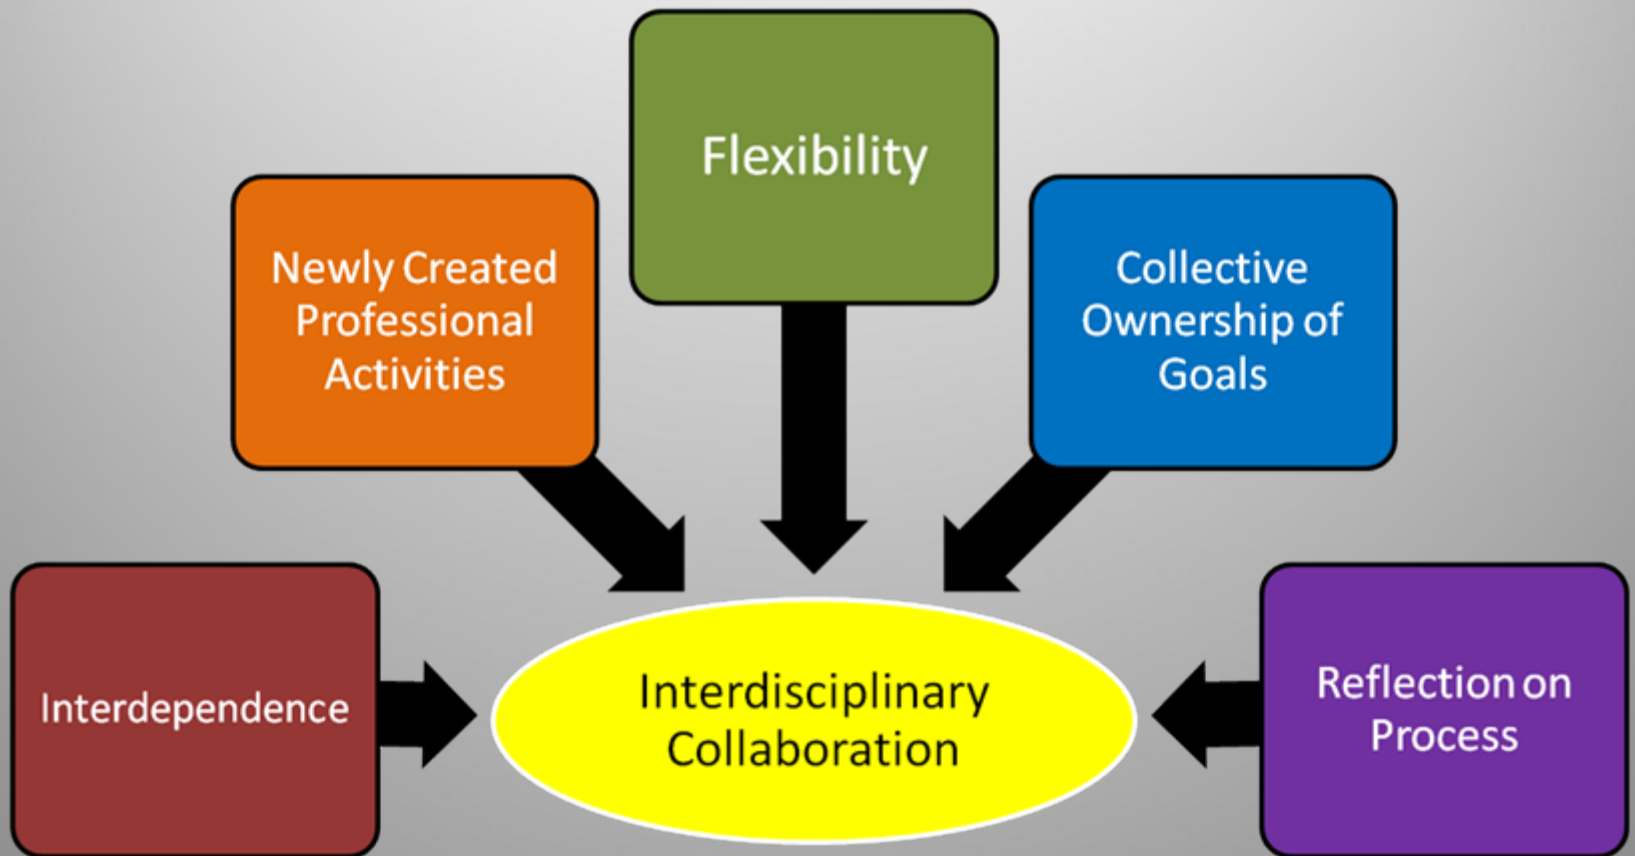 Flexibility
Newly Created
Professional
Activities
Collective
Ownership of
Goals
Interdependence
Interdisciplinary
Collaboration
Reflection on
Process